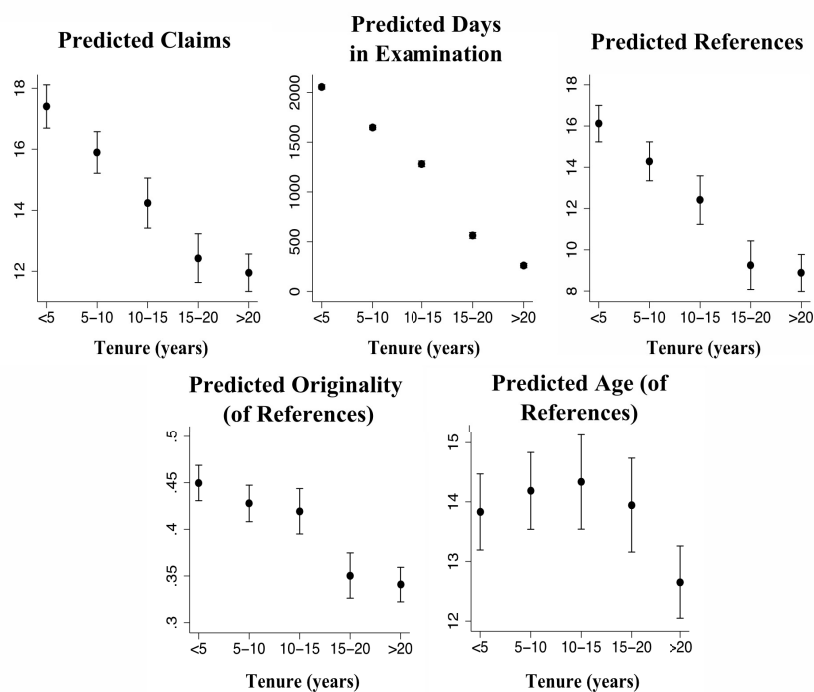 Predicted Claims
18
16
14
12
<5 5−10 10−15 15−20 >20
Tenure (years)
Predicted Days
in Examination
2000
1500
1000
500
0
<5 5−10 10−15 15−20 >20
Tenure (years)
Predicted References
18
16
14
12
10
8
<5 5−10 10−15 15−20 >20
Tenure (years)
Predicted Originality
(of References)
.5
.45
.4
.35
.3
<5 5−10 10−15 15−20 >20
Tenure (years)
Predicted Age (of
References)
15
14
13
12
<5 5−10 10−15 15−20 >20
Tenure (years)